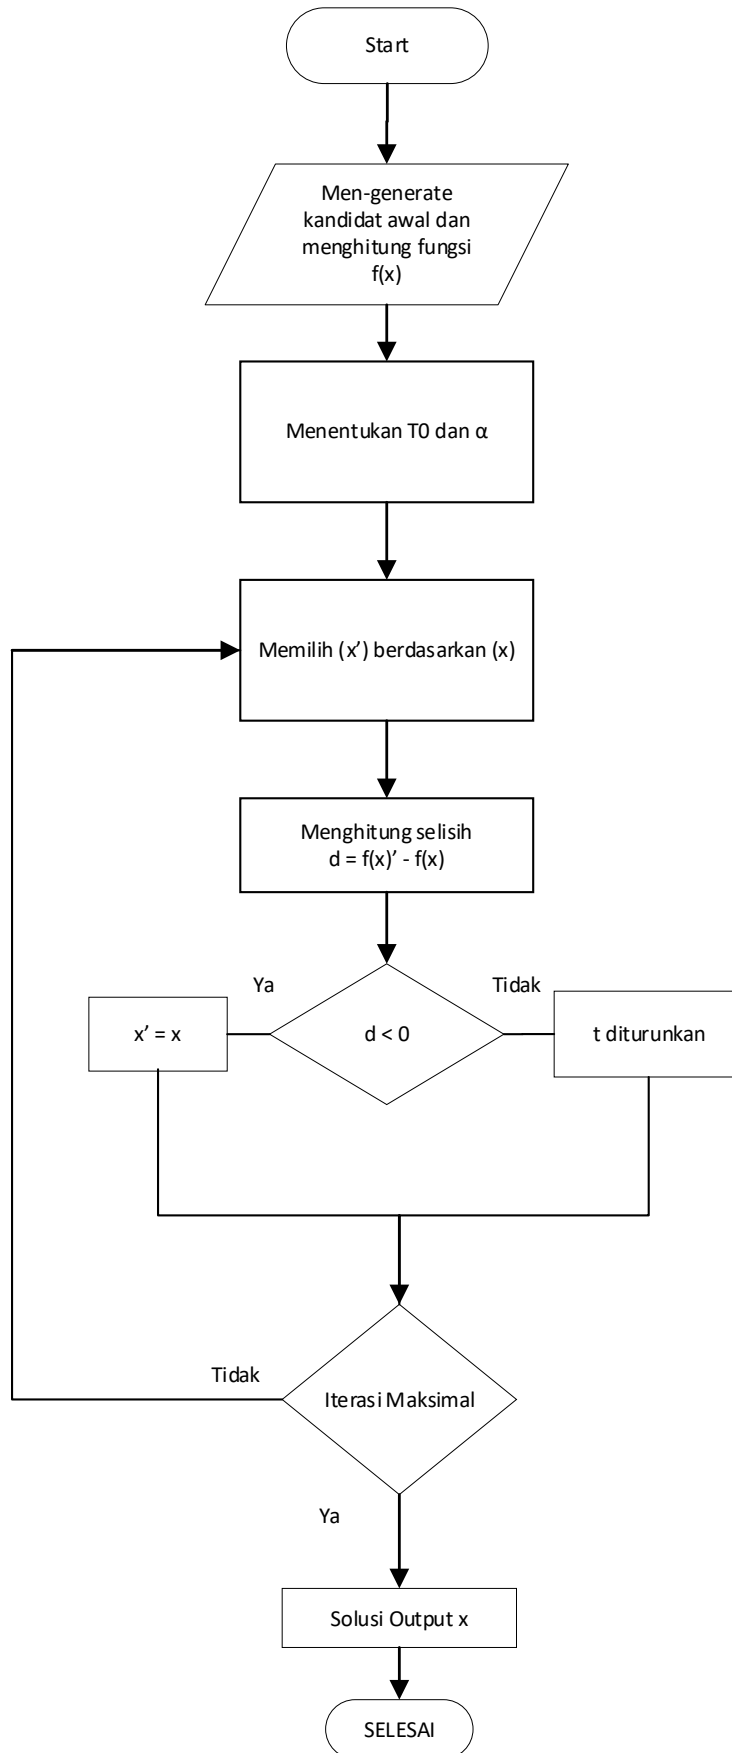 Start
Men-generate
kandidat awal dan
menghitung fungsi
f(x)
Menentukan T0 dan α
Memilih (x’) berdasarkan (x)
Menghitung selisih
d = f(x)’ - f(x)
Ya
Tidak
x’ = x
d < 0
t diturunkan
Tidak
Iterasi Maksimal
Ya
Solusi Output x
SELESAI